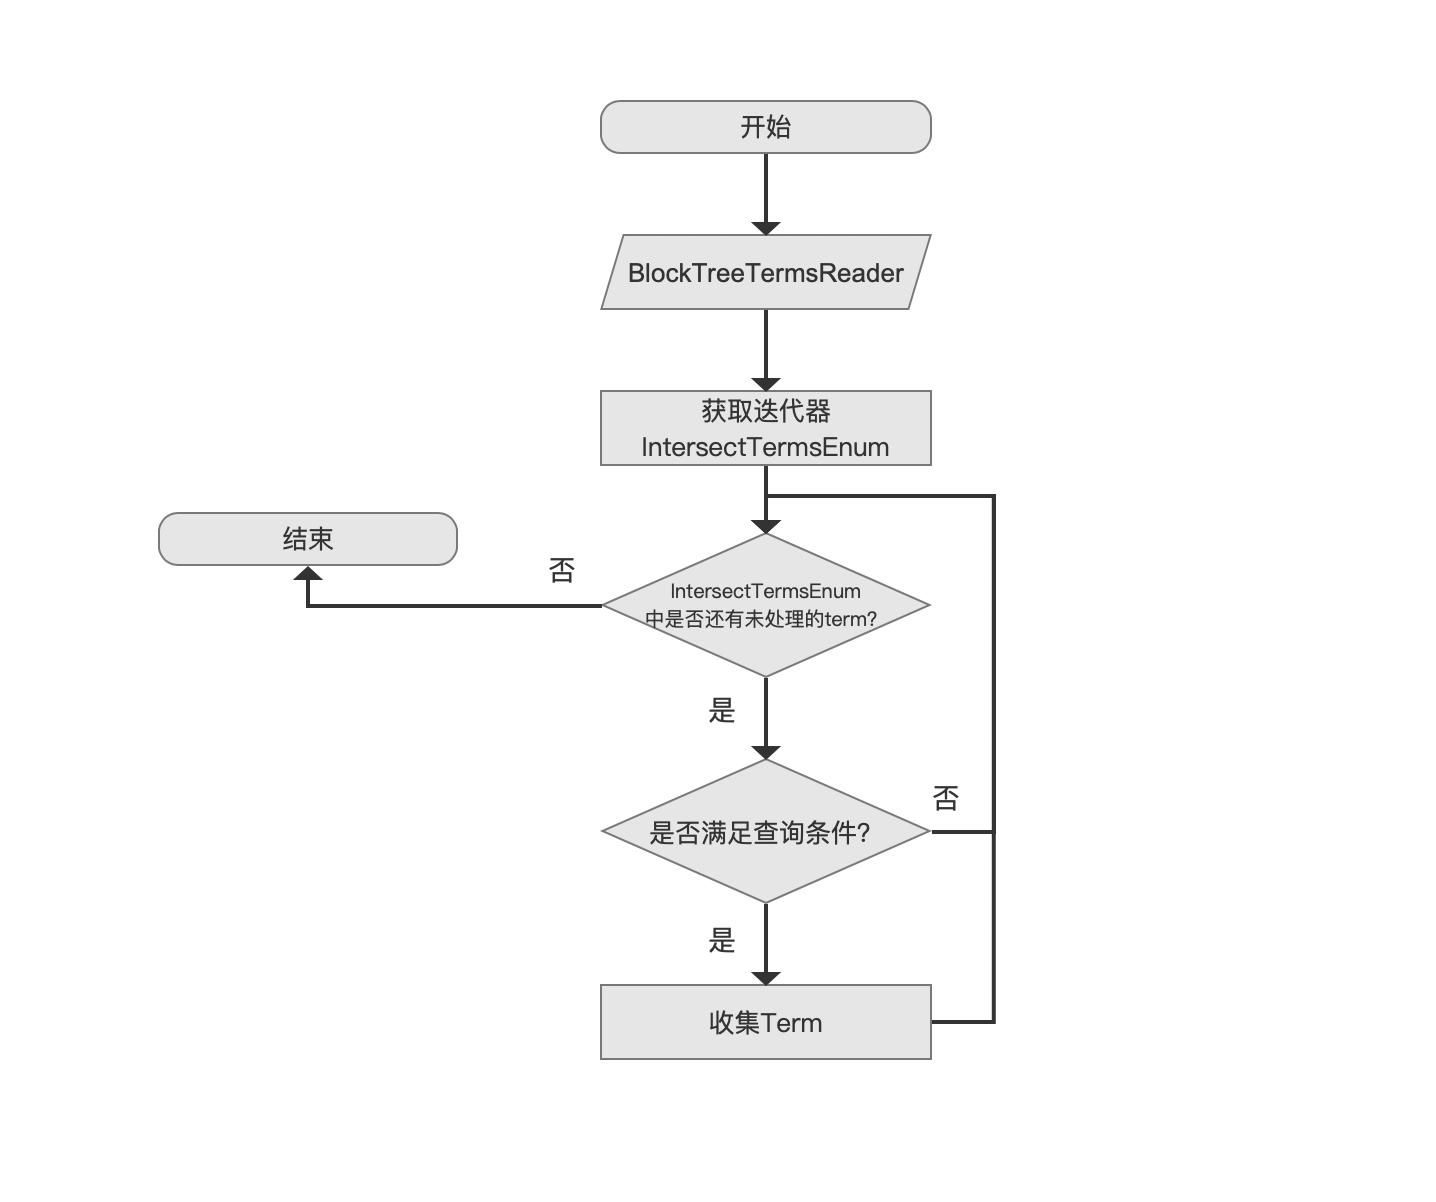 开始
BlockTreeTermsReader
获取迭代器
IntersectTermsEnum
结束
否
IntersectTermsEnum
中是否还有未处理的term?
是
否
是否满足查询条件?
是
收集Term